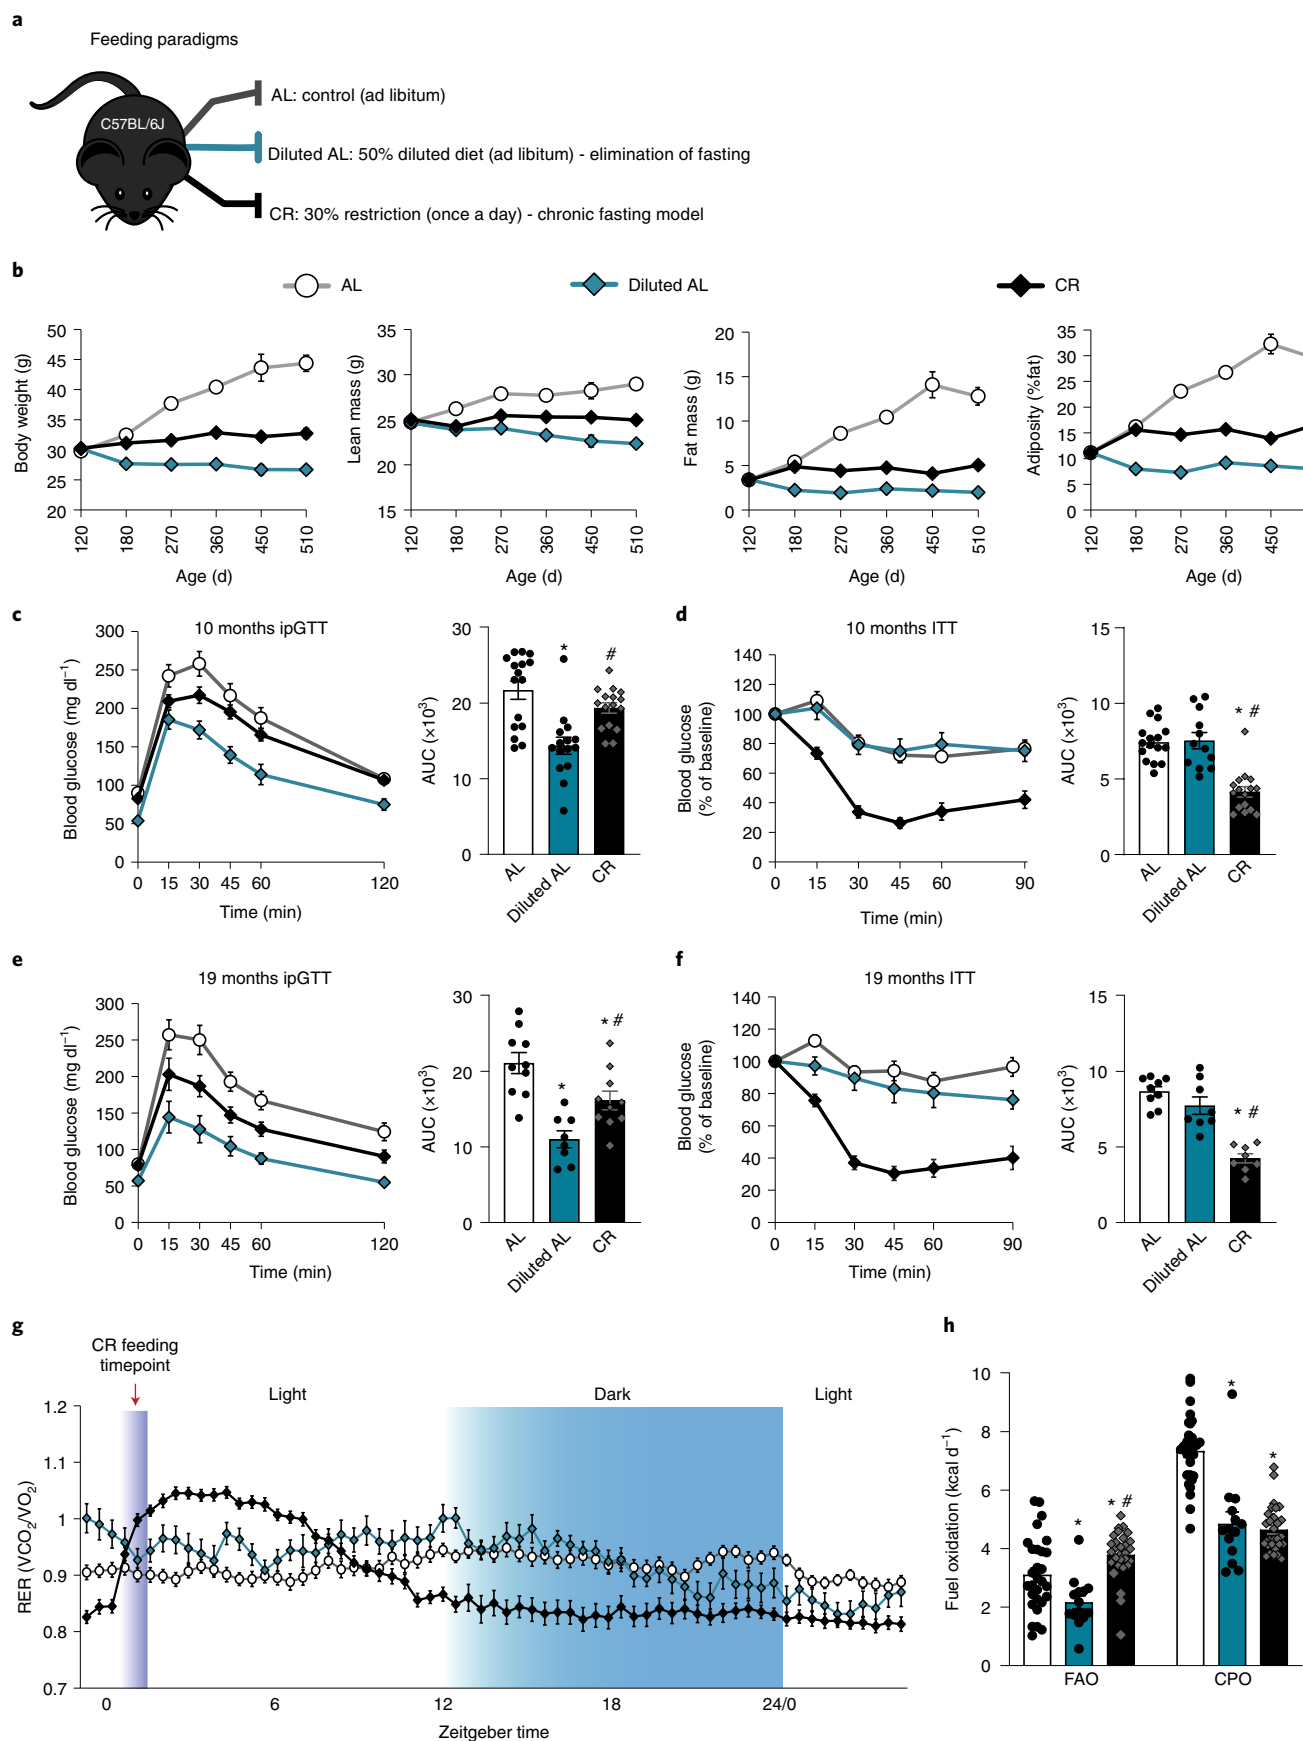 a
Feeding paradigms
C57BL/6J
AL: control (ad libitum)
Diluted AL: 50% diluted diet (ad libitum) - elimination of fasting
CR: 30% restriction (once a day) - chronic fasting model
b
AL
Diluted AL
CR
Body weight (g)
50
45
40
35
30
25
20
120
180
270
360
450
510
Age (d)
Lean mass (g)
35
30
25
20
15
120
180
270
360
450
510
Age (d)
Fat mass (g)
20
15
10
5
0
120
180
270
360
450
510
Age (d)
Adiposity (%fat)
35
30
25
20
15
10
5
0
120
180
270
360
450
Age (d)
c
10 months ipGTT
Blood glucose (mg dl⁻¹)
300
250
200
150
100
50
0
0 15 30 45 60 120
Time (min)
AUC (×10³)
30
20
10
0
*
#
AL
Diluted AL
CR
d
10 months ITT
Blood glucose
(% of baseline)
140
120
100
80
60
40
20
0
0 15 30 45 60 90
Time (min)
AUC (×10³)
15
10
5
0
* #
AL
Diluted AL
CR
e
19 months ipGTT
Blood glucose (mg dl⁻¹)
300
250
200
150
100
50
0
0 15 30 45 60 120
Time (min)
AUC (×10³)
30
20
10
0
*
* #
AL
Diluted AL
CR
f
19 months ITT
Blood glucose
(% of baseline)
140
120
100
80
60
40
20
0
0 15 30 45 60 90
Time (min)
AUC (×10³)
15
10
5
0
* #
AL
Diluted AL
CR
g
CR feeding
timepoint
Light
Dark
Light
RER (VCO₂/VO₂)
1.2
1.1
1
0.9
0.8
0.7
0 6 12 18 24/0
Zeitgeber time
h
Fuel oxidation (kcal d⁻¹)
10
8
6
4
2
0
*
* #
*
*
FAO
CPO